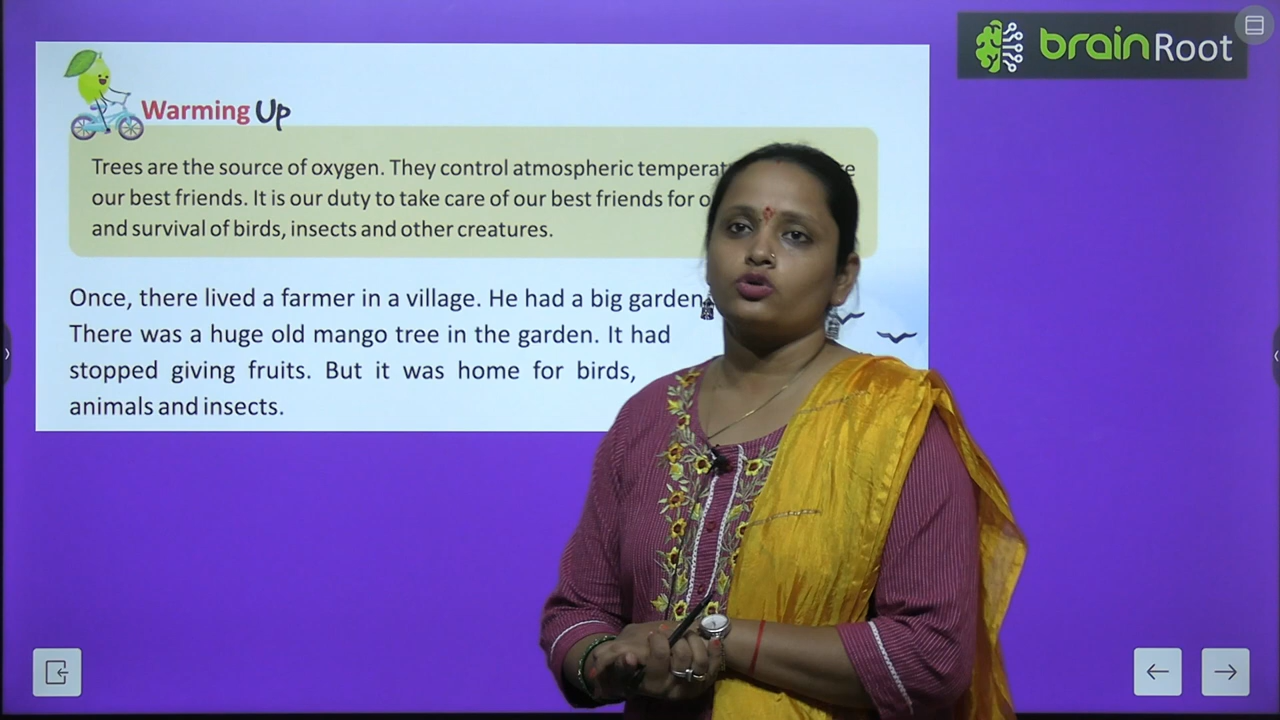 brainRoot
Warming Up
Trees are the source of oxygen. They control atmospheric
our best friends. It is our duty to take care of our best friends for
and survival of birds, insects and other creatures.
Once, there lived a farmer in a village. He had a big garden
There was a huge old mango tree in the garden. It had
stopped giving fruits. But it was home for birds,
animals and insects.